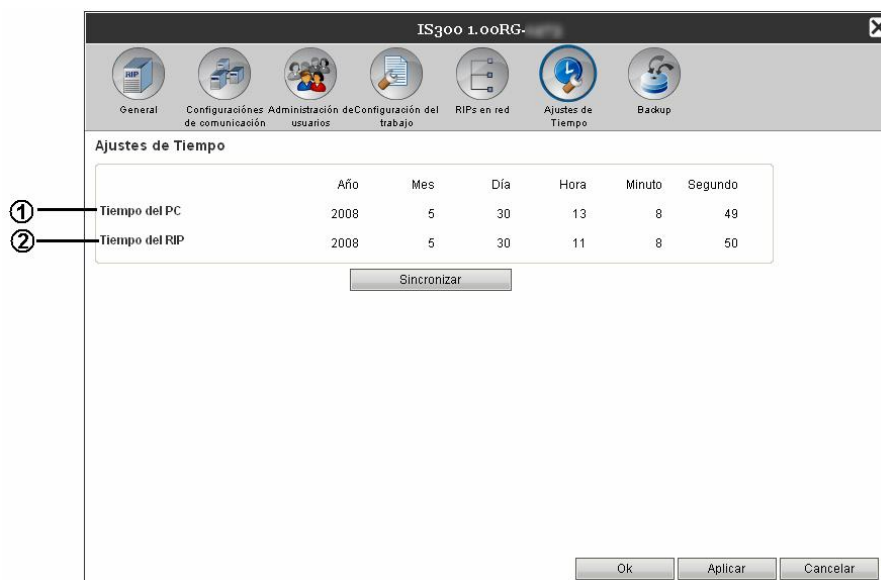 IS300 1.00RG-
RIP
General
Configuraciónes de comunicación
Administración de usuarios
Configuración del trabajo
RIPs en red
Ajustes de Tiempo
Backup
Ajustes de Tiempo
Año Mes Día Hora Minuto Segundo
① Tiempo del PC 2008 5 30 13 8 49
② Tiempo del RIP 2008 5 30 11 8 50
Sincronizar
Ok Aplicar Cancelar